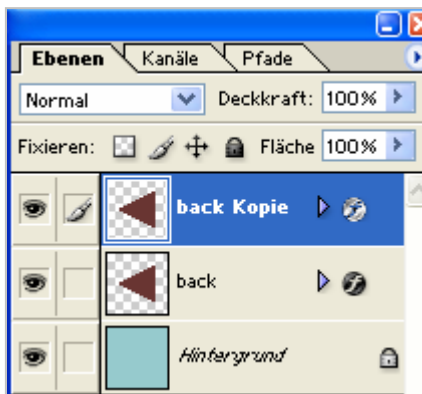 Ebenen Kanäle Pfade
Normal Deckkraft: 100%
Fixieren: Fläche 100%
back Kopie
back
Hintergrund